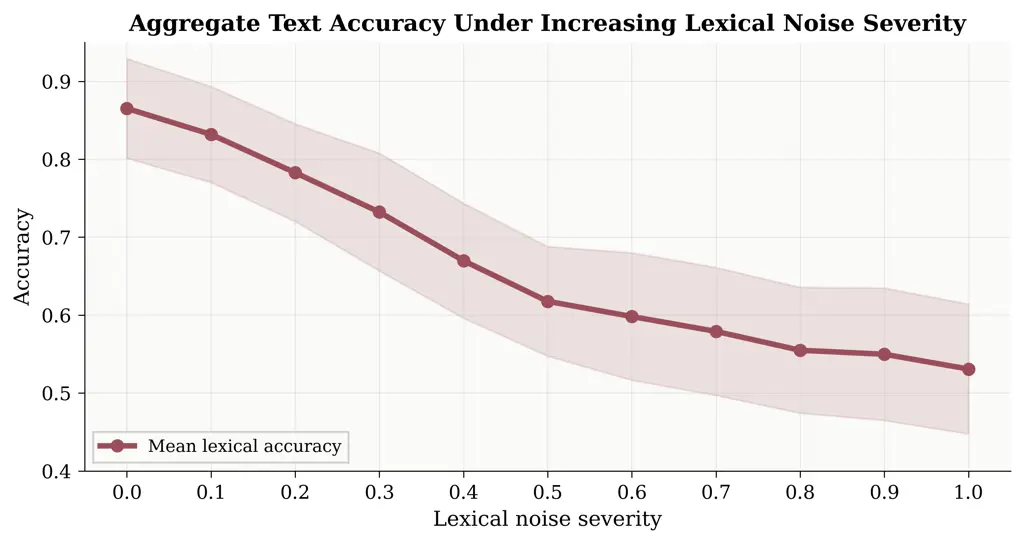 Aggregate Text Accuracy Under Increasing Lexical Noise Severity
Accuracy
0.9
0.8
0.7
0.6
0.5
0.4
Mean lexical accuracy
0.0 0.1 0.2 0.3 0.4 0.5 0.6 0.7 0.8 0.9 1.0
Lexical noise severity